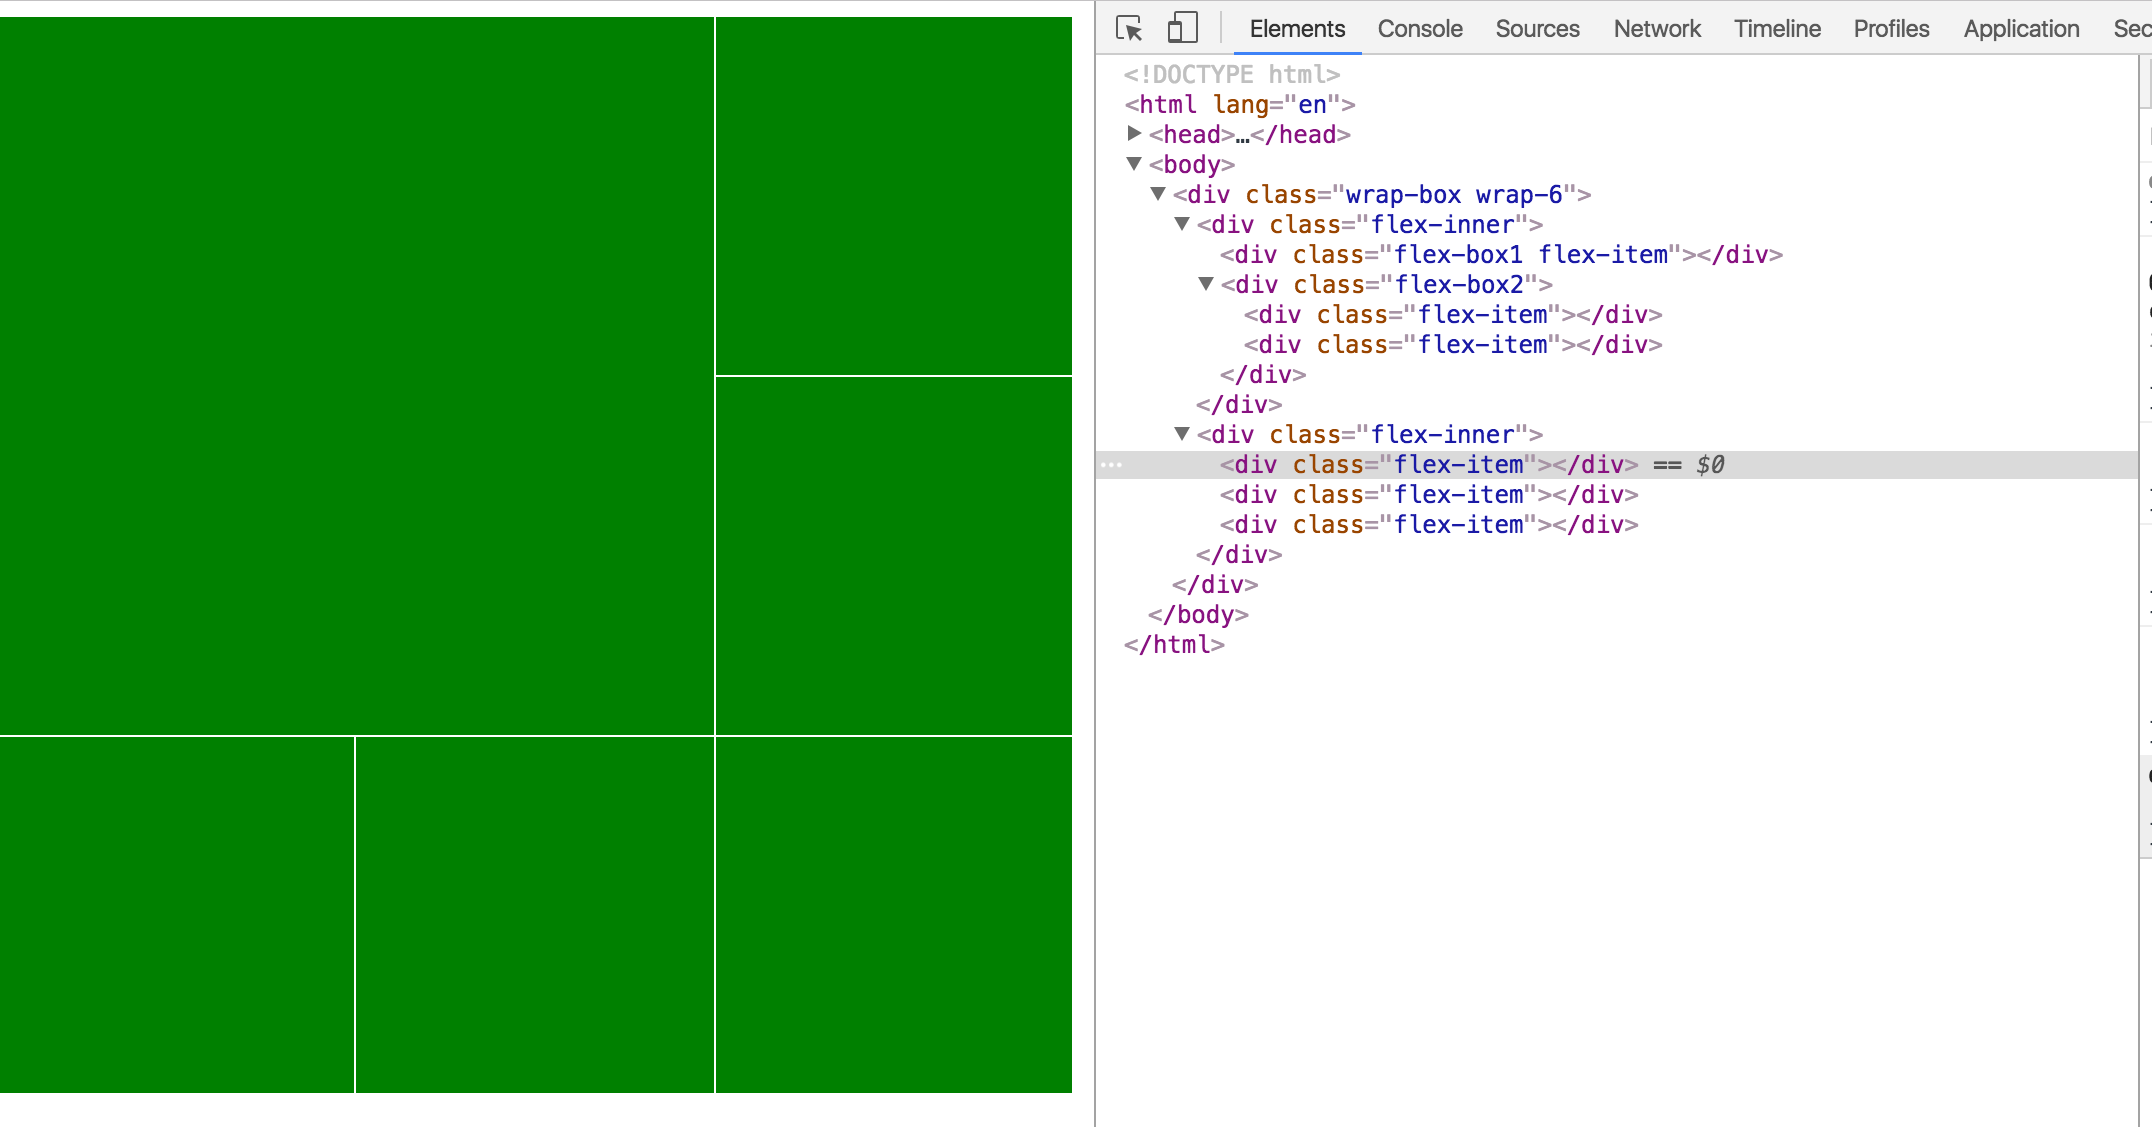 Elements Console Sources Network Timeline Profiles Application Sec
<!DOCTYPE html>
<html lang="en">
<head>…</head>
<body>
<div class="wrap-box wrap-6">
<div class="flex-inner">
<div class="flex-box1 flex-item"></div>
<div class="flex-box2">
<div class="flex-item"></div>
<div class="flex-item"></div>
</div>
</div>
<div class="flex-inner">
<div class="flex-item"></div> == $0
<div class="flex-item"></div>
<div class="flex-item"></div>
</div>
</div>
</body>
</html>